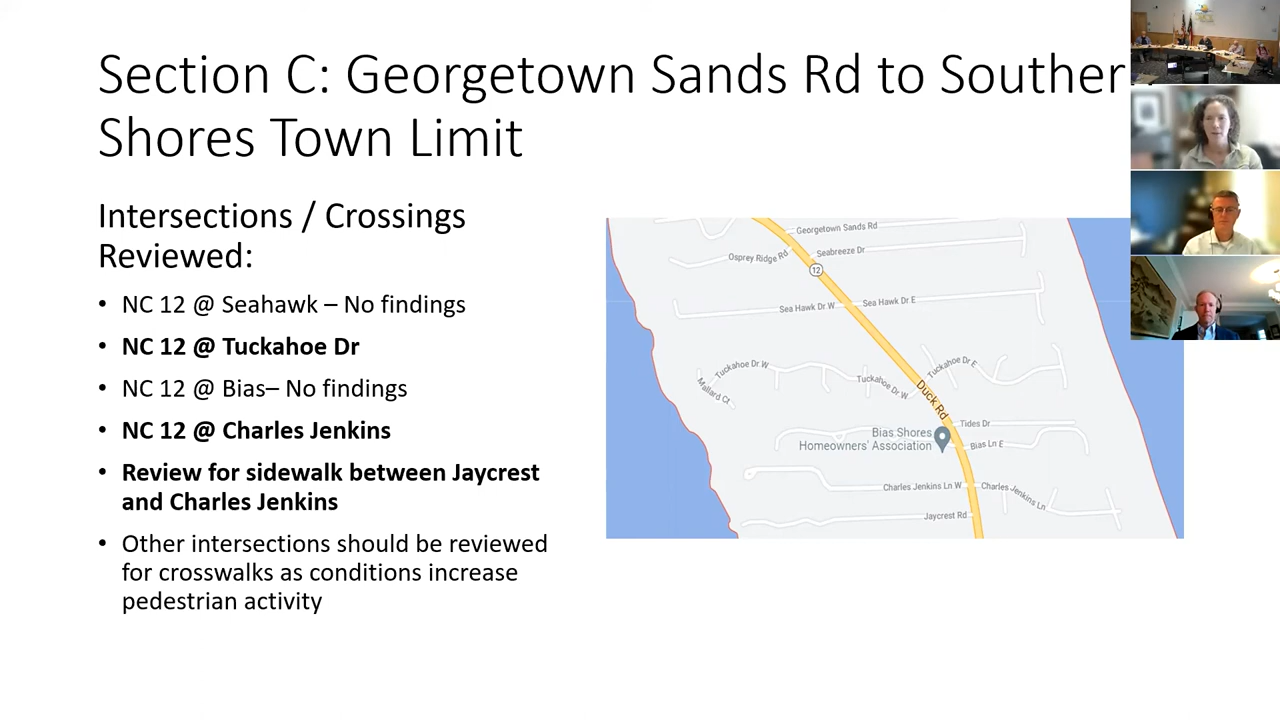 Section C: Georgetown Sands Rd to Souther
Shores Town Limit
Intersections / Crossings
Reviewed:
• NC 12 @ Seahawk – No findings
• NC 12 @ Tuckahoe Dr
• NC 12 @ Bias– No findings
• NC 12 @ Charles Jenkins
• Review for sidewalk between Jaycrest
and Charles Jenkins
• Other intersections should be reviewed
for crosswalks as conditions increase
pedestrian activity
Georgetown Sands Rd
Osprey Ridge Rd
Seabreeze Dr
12
Sea Hawk Dr W
Sea Hawk Dr E
Tuckahoe Dr W
Tuckahoe Dr E
Mallard Ct
Tuckahoe Dr W
Duck Rd
Tides Dr
Bias Shores
Homeowners' Association
Bias Ln E
Charles Jenkins Ln W
Charles Jenkins Ln
Jaycrest Rd